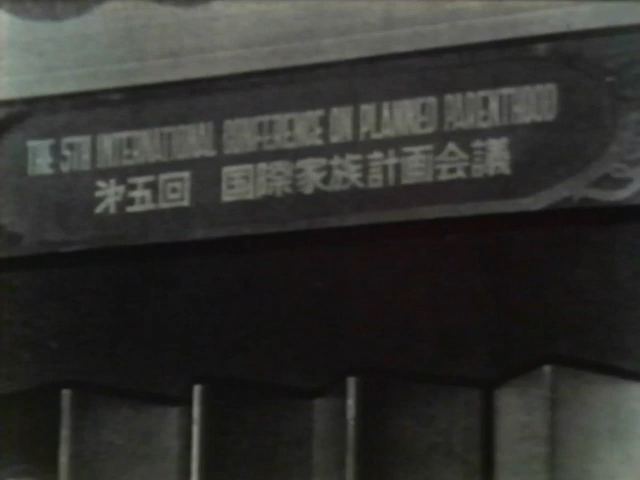 THE 5TH INTERNATIONAL CONFERENCE ON PLANNED PARENTHOOD
第五回 国際家族計画会議